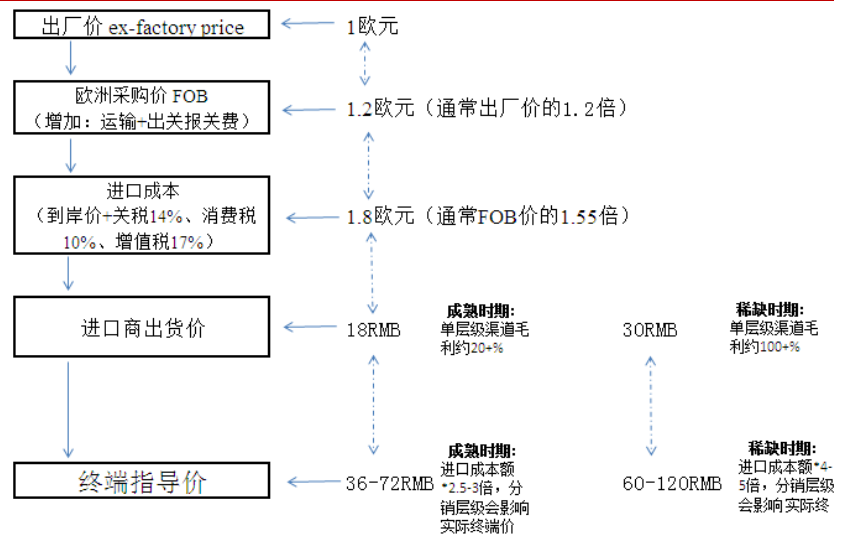 出厂价 ex-factory price
1欧元
欧洲采购价 FOB
（增加：运输+出关报关费）
1.2欧元（通常出厂价的1.2倍）
进口成本
（到岸价+关税14%、消费税
10%、增值税17%）
1.8欧元（通常FOB价的1.55倍）
进口商出货价
18RMB
成熟时期:
单层级渠道毛
利约20+%
30RMB
稀缺时期:
单层级渠道毛
利约100+%
终端指导价
36-72RMB
成熟时期:
进口成本额
*2.5-3倍，分
销层级会影响
实际终端价
60-120RMB
稀缺时期:
进口成本额*4-
5倍，分销层级
会影响实际终